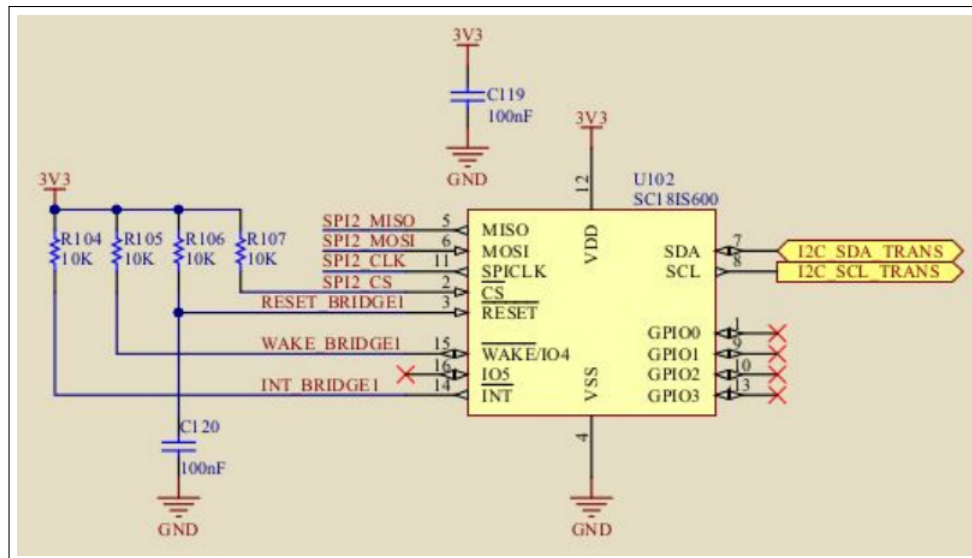 3V3
C119
100nF
GND
3V3
U102
SC18IS600
12
VDD
3V3
R104
10K
R105
10K
R106
10K
R107
10K
SPI2_MISO 5 MISO
SPI2_MOSI 6 MOSI
SPI2_CLK 11 SPICLK
SPI2_CS 2 CS
RESET_BRIDGE1 3 RESET
WAKE_BRIDGE1 15 WAKE/IO4
16 IO5
INT_BRIDGE1 14 INT
SDA 7 I2C_SDA_TRANS
SCL 8 I2C_SCL_TRANS
GPIO0 1
GPIO1 9
GPIO2 10
GPIO3 13
VSS
4
GND
C120
100nF
GND